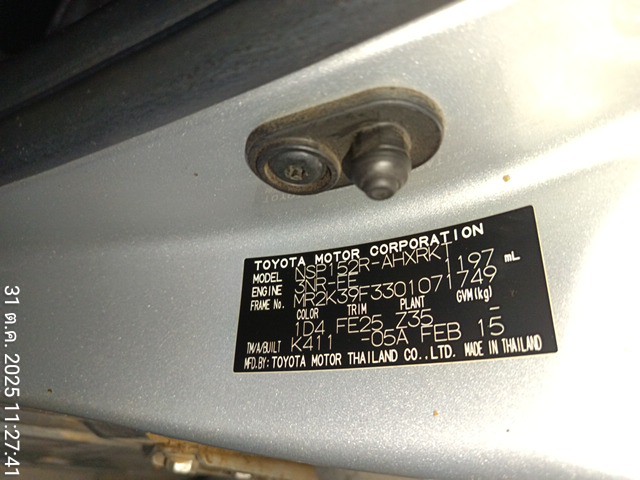 TOYOTA MOTOR CORPORATION
MODEL NSP152R-AHXRKT
ENGINE 3NR-FE 1197 mL
FRAME No. MR2K39F3301071749
COLOR TRIM PLANT GVM(kg)
1D4 FE25 Z35 -
TM/A/BUILT K411 -05A FEB 15
MFD.BY: TOYOTA MOTOR THAILAND CO.,LTD. MADE IN THAILAND
31 ต.ค. 2025 11:27:41